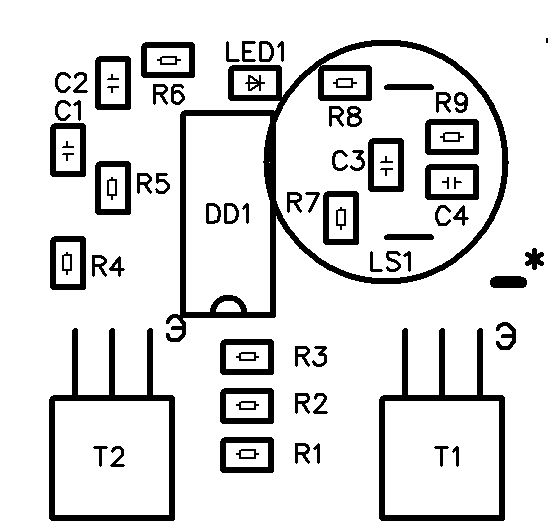 LED1
C2
R6
C1
R8
R9
C3
R5
R7
DD1
C4
R4
LS1
*
Э
Э
R3
R2
T2
R1
T1